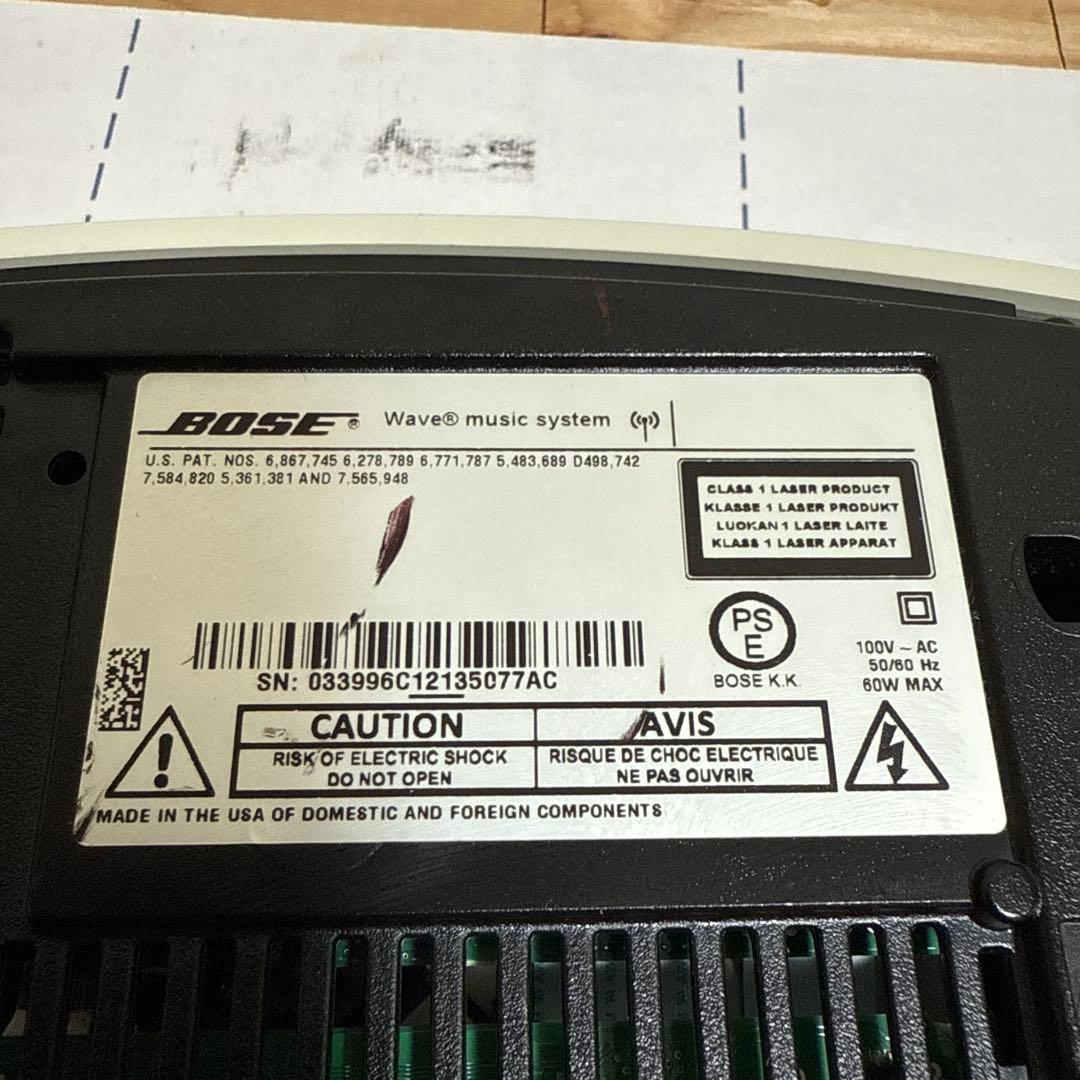 BOSE® Wave® music system
U.S. PAT. NOS. 6,867,745 6,278,789 6,771,787 5,483,689 D498,742
7,584,820 5,361,381 AND 7,565,948
CLASS 1 LASER PRODUCT
KLASSE 1 LASER PRODUKT
LUOKAN 1 LASER LAITE
KLASS 1 LASER APPARAT
PS
E
BOSE K.K.
100V ~ AC
50/60 Hz
60W MAX
SN: 033996C12135077AC
CAUTION
RISK OF ELECTRIC SHOCK
DO NOT OPEN
AVIS
RISQUE DE CHOC ELECTRIQUE
NE PAS OUVRIR
MADE IN THE USA OF DOMESTIC AND FOREIGN COMPONENTS